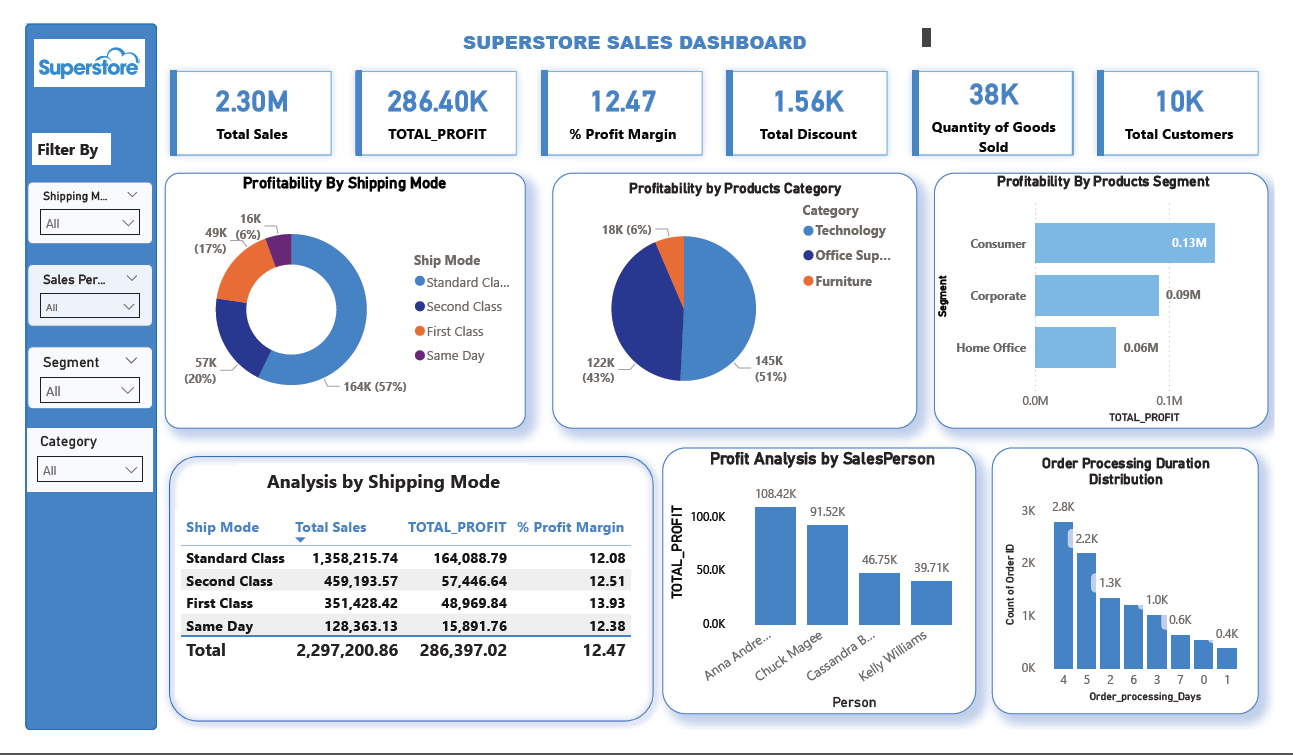 Superstore
SUPERSTORE SALES DASHBOARD
Filter By
Shipping M...
All
Sales Per...
All
Segment
All
Category
All
2.30M
Total Sales
286.40K
TOTAL_PROFIT
12.47
% Profit Margin
1.56K
Total Discount
38K
Quantity of Goods
Sold
10K
Total Customers
Profitability By Shipping Mode
16K
(6%)
49K
(17%)
57K
(20%)
164K (57%)
Ship Mode
Standard Cla...
Second Class
First Class
Same Day
Profitability by Products Category
18K (6%)
122K
(43%)
145K
(51%)
Category
Technology
Office Sup...
Furniture
Profitability By Products Segment
Segment
Consumer 0.13M
Corporate 0.09M
Home Office 0.06M
0.0M 0.1M
TOTAL_PROFIT
Analysis by Shipping Mode
Ship Mode Total Sales TOTAL_PROFIT % Profit Margin
Standard Class 1,358,215.74 164,088.79 12.08
Second Class 459,193.57 57,446.64 12.51
First Class 351,428.42 48,969.84 13.93
Same Day 128,363.13 15,891.76 12.38
Total 2,297,200.86 286,397.02 12.47
Profit Analysis by SalesPerson
TOTAL_PROFIT
100.0K
50.0K
0.0K
108.42K
91.52K
46.75K
39.71K
Anna Andre...
Chuck Magee
Cassandra B...
Kelly Williams
Person
Order Processing Duration
Distribution
Count of Order ID
3K
2K
1K
0K
2.8K
2.2K
1.3K
1.0K
0.6K
0.4K
4 5 2 6 3 7 0 1
Order_processing_Days